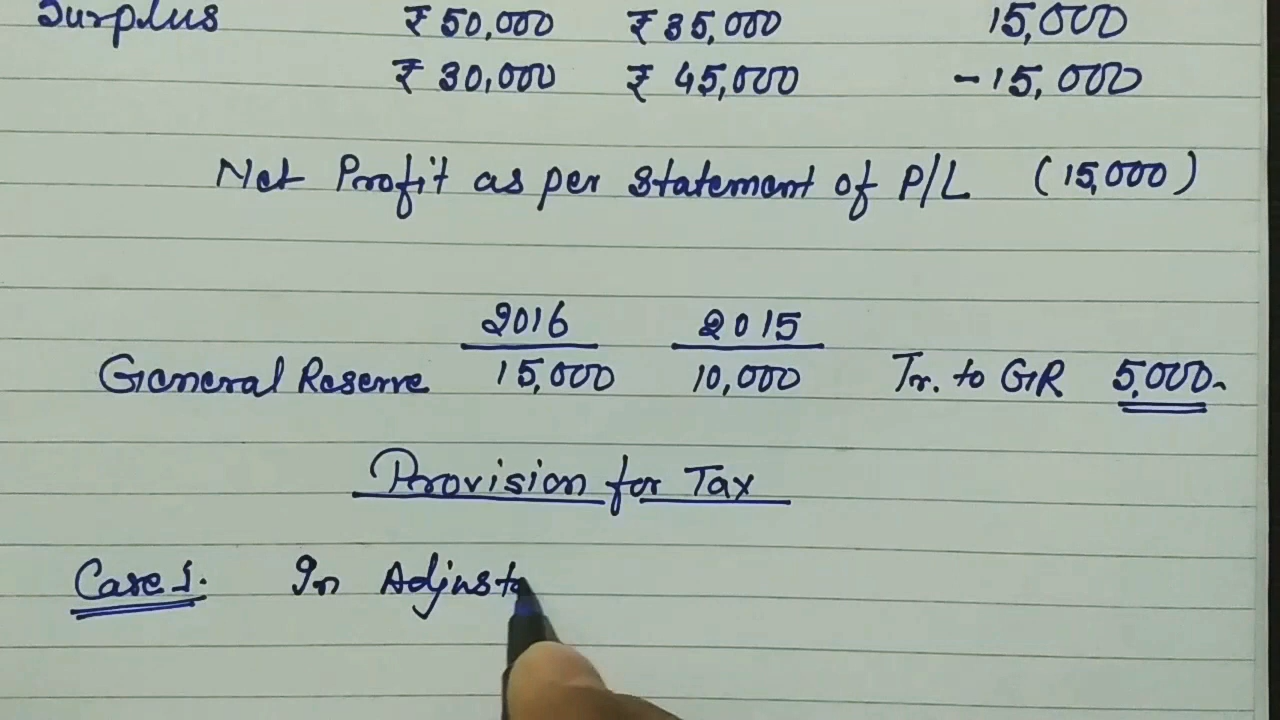 Surplus ₹ 50,000 ₹ 35,000 15,000
₹ 30,000 ₹ 45,000 -15,000
Net Profit as per Statement of P/L (15,000)
2016 2015
General Reserve 15,000 10,000 Tr. to GR 5,000
Provision for Tax
Case 1. In Adjust